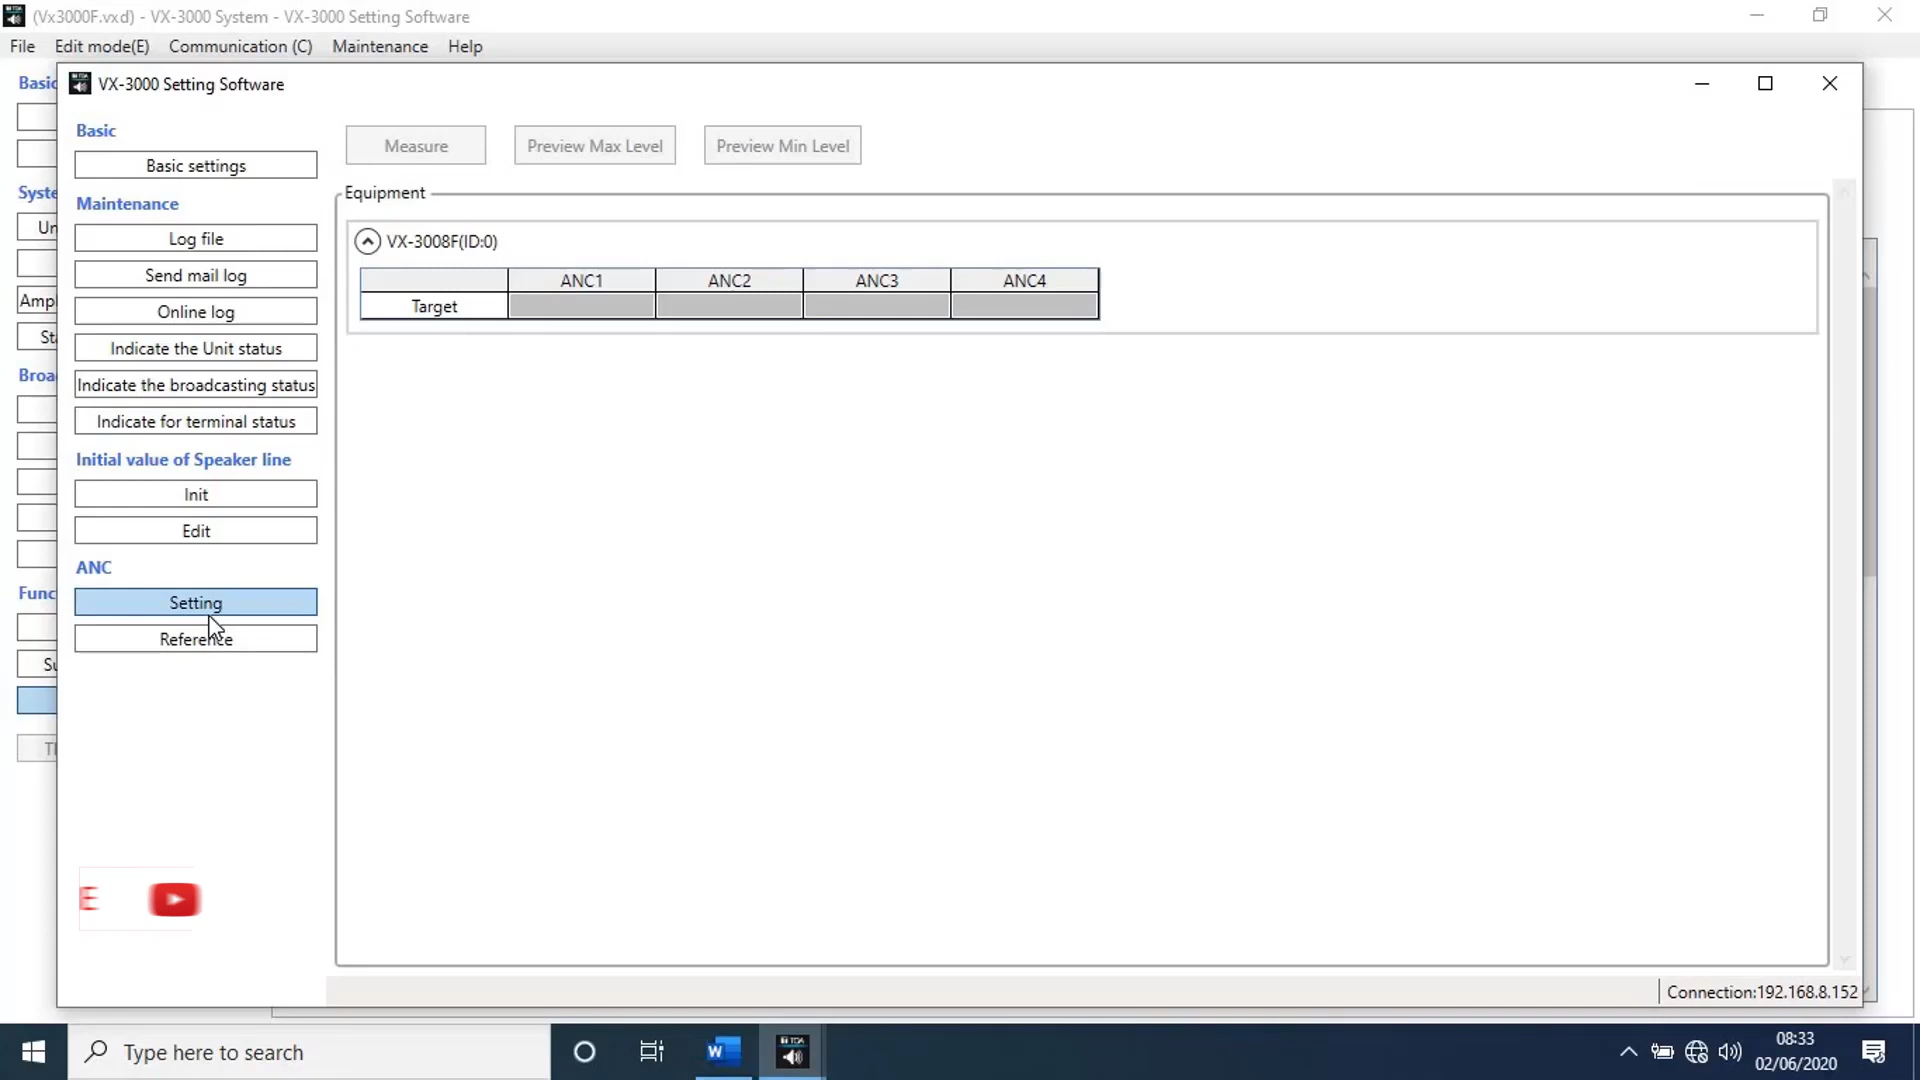 (Vx3000F.vxd) - VX-3000 System - VX-3000 Setting Software
File Edit mode(E) Communication (C) Maintenance Help
VX-3000 Setting Software
Basic
Basic settings
Maintenance
Log file
Send mail log
Online log
Indicate the Unit status
Indicate the broadcasting status
Indicate for terminal status
Initial value of Speaker line
Init
Edit
ANC
Setting
Reference
Measure Preview Max Level Preview Min Level
Equipment
VX-3008F(ID:0)
ANC1 ANC2 ANC3 ANC4
Target
Connection:192.168.8.152
Basic
Type here to search
TOA
08:33
02/06/2020